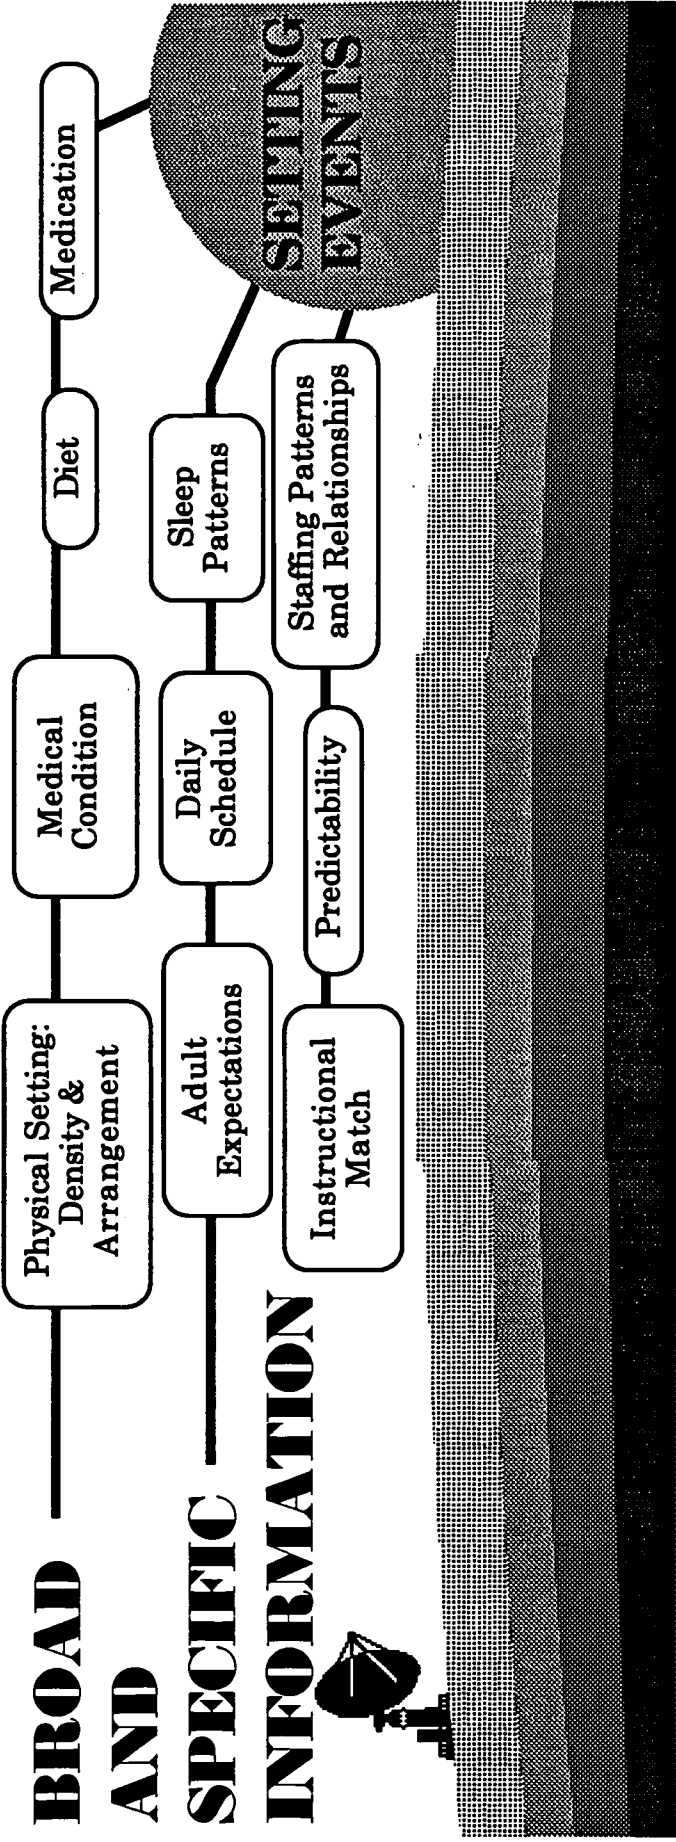 BROAD
AND
SPECIFIC
INFORMATION
Physical Setting:
Density &
Arrangement
Medical
Condition
Diet
Medication
Adult
Expectations
Daily
Schedule
Sleep
Patterns
Instructional
Match
Predictability
Staffing Patterns
and Relationships
SETTING
EVENTS